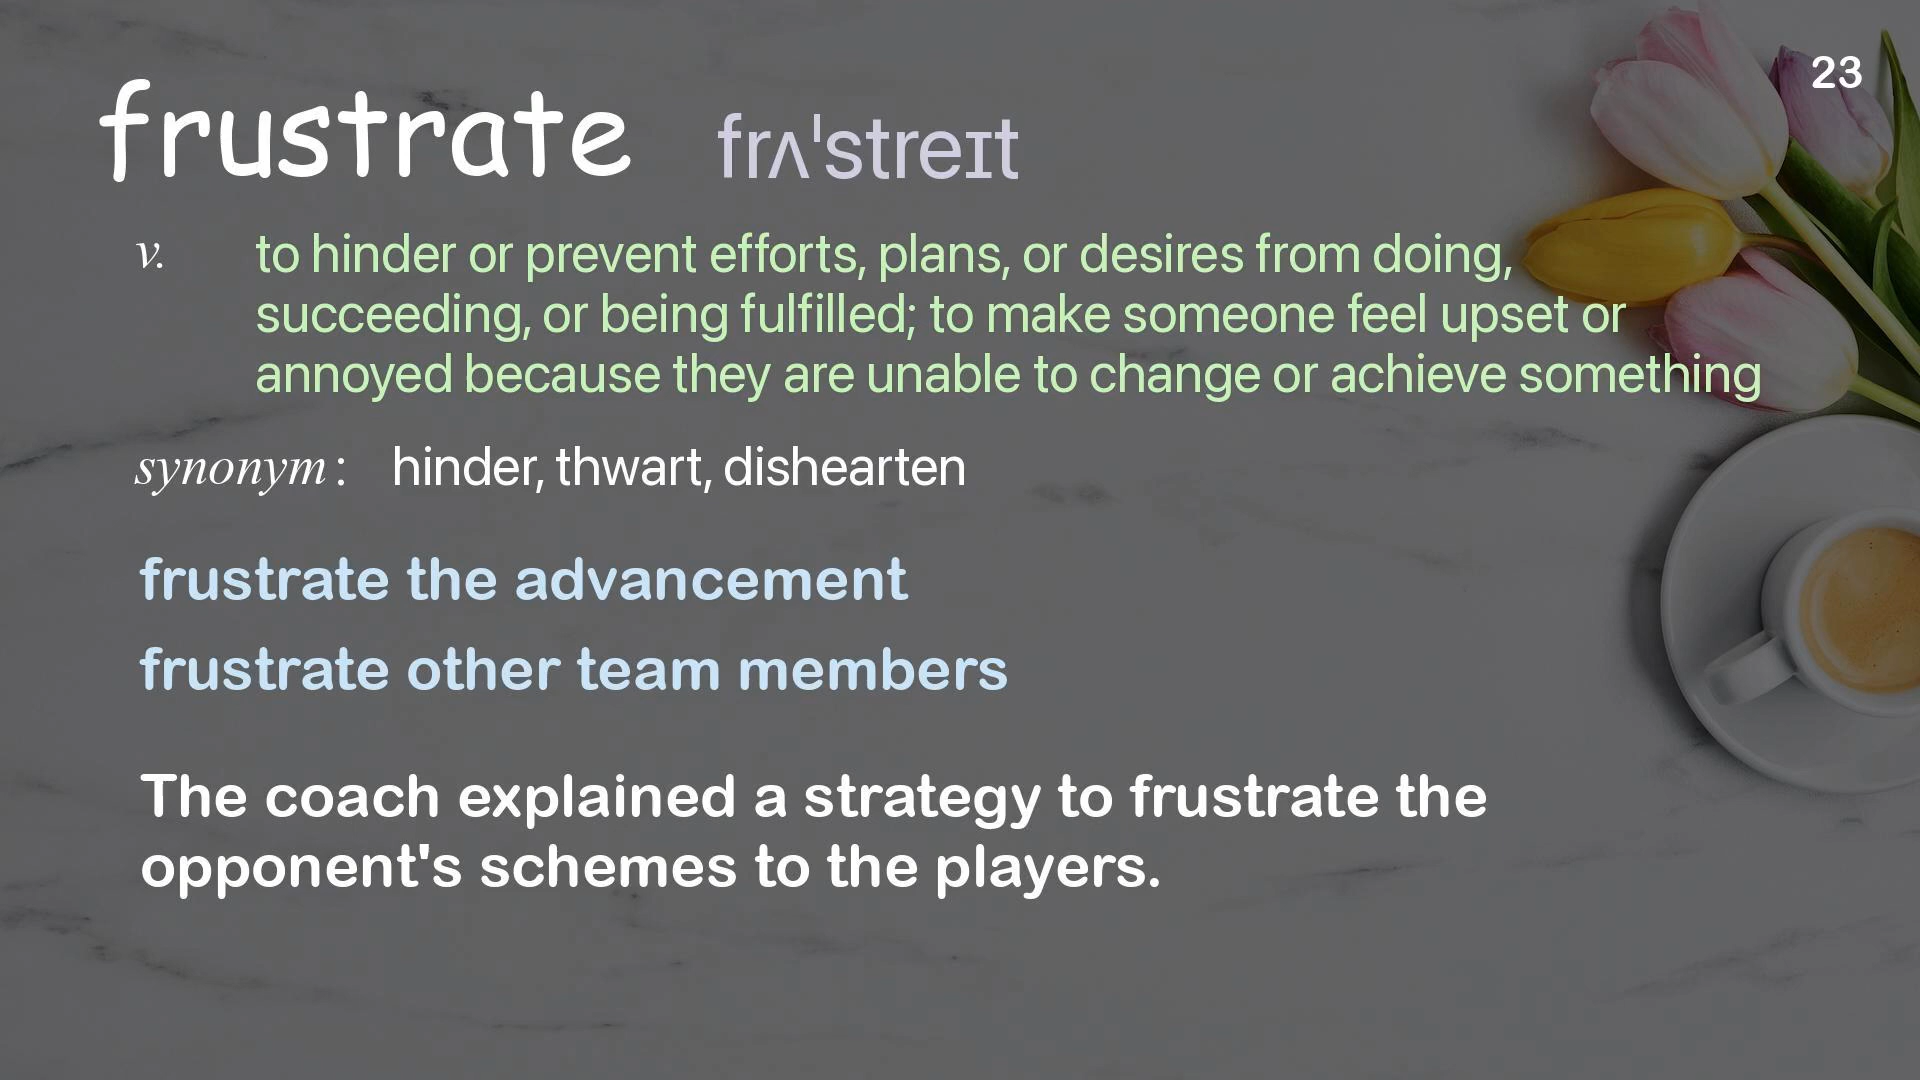 23
frustrate frʌˈstreɪt
v. to hinder or prevent efforts, plans, or desires from doing,
succeeding, or being fulfilled; to make someone feel upset or
annoyed because they are unable to change or achieve something
synonym: hinder, thwart, dishearten
frustrate the advancement
frustrate other team members
The coach explained a strategy to frustrate the
opponent's schemes to the players.